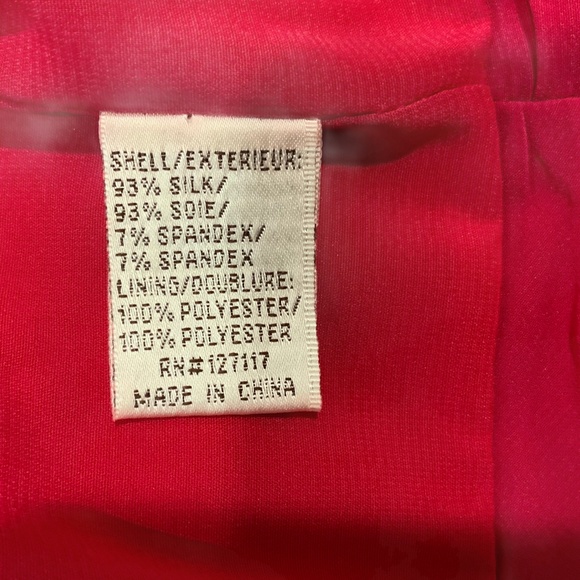 SHELL/EXTERIEUR:
93% SILK/
93% SOIE/
7% SPANDEX/
7% SPANDEX
LINING/DOUBLURE:
100% POLYESTER/
100% POLYESTER
RN#127117
MADE IN CHINA